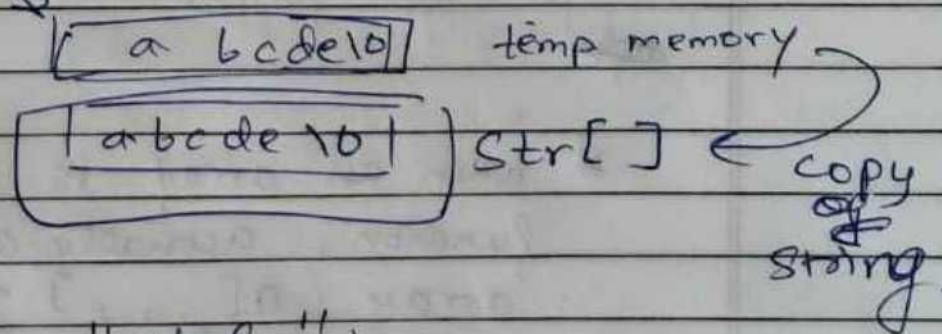 a bcde\0 temp memory
abcde \0 Str[ ]
copy
of
string